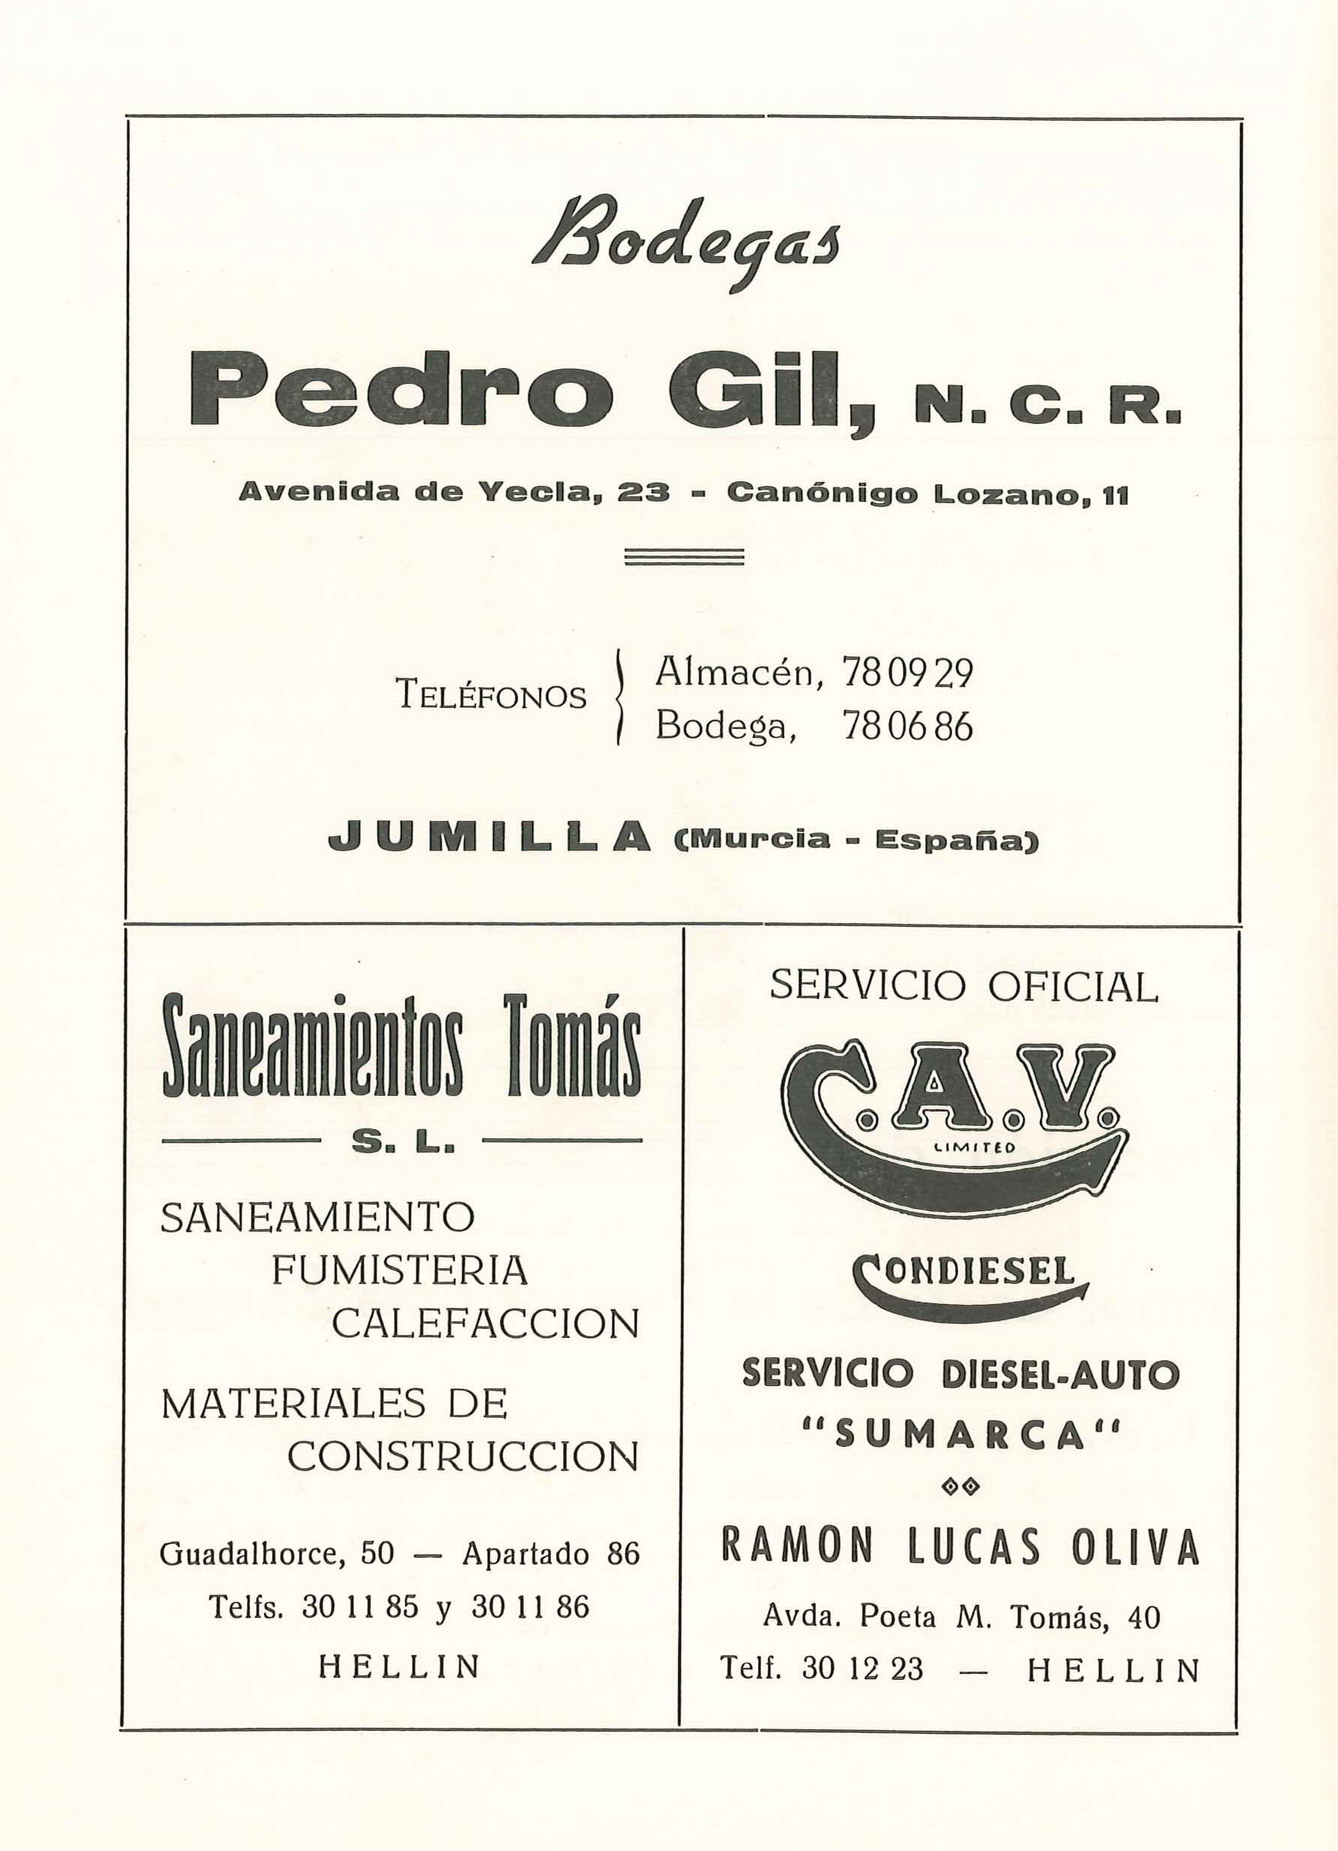 Bodegas
Pedro Gil, N. C. R.
Avenida de Yecla, 23 - Canónigo Lozano, 11
TELÉFONOS
Almacén, 78 09 29
Bodega, 78 06 86
JUMILLA (Murcia - España)
Saneamientos Tomás
S. L.
SANEAMIENTO
FUMISTERIA
CALEFACCION
MATERIALES DE
CONSTRUCCION
Guadalhorce, 50 — Apartado 86
Telfs. 30 11 85 y 30 11 86
HELLIN
SERVICIO OFICIAL
C.A.V.
LIMITED
CONDIESEL
SERVICIO DIESEL-AUTO
"SUMARCA"
RAMON LUCAS OLIVA
Avda. Poeta M. Tomás, 40
Telf. 30 12 23 — HELLIN